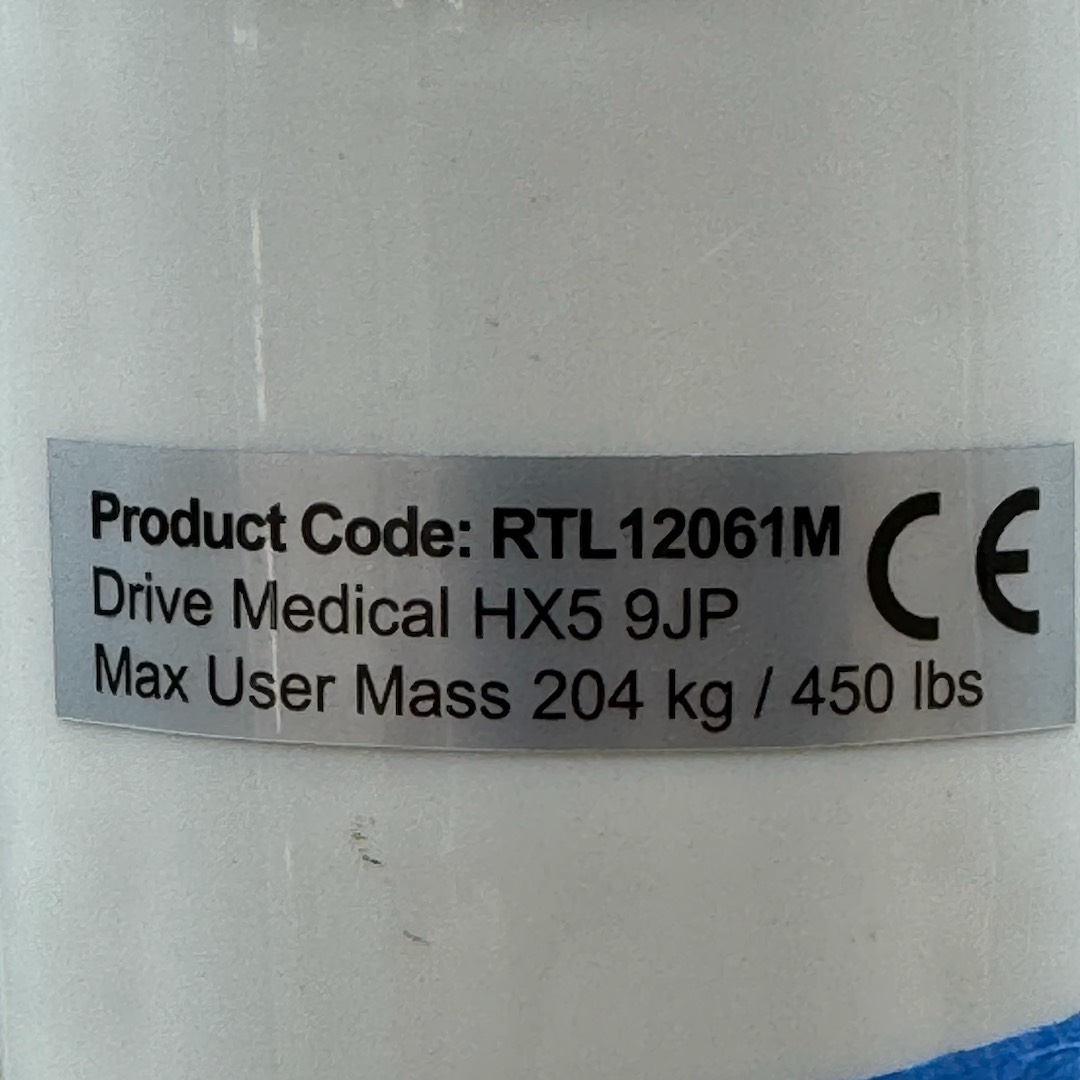 Product Code: RTL12061M CE
Drive Medical HX5 9JP
Max User Mass 204 kg / 450 lbs